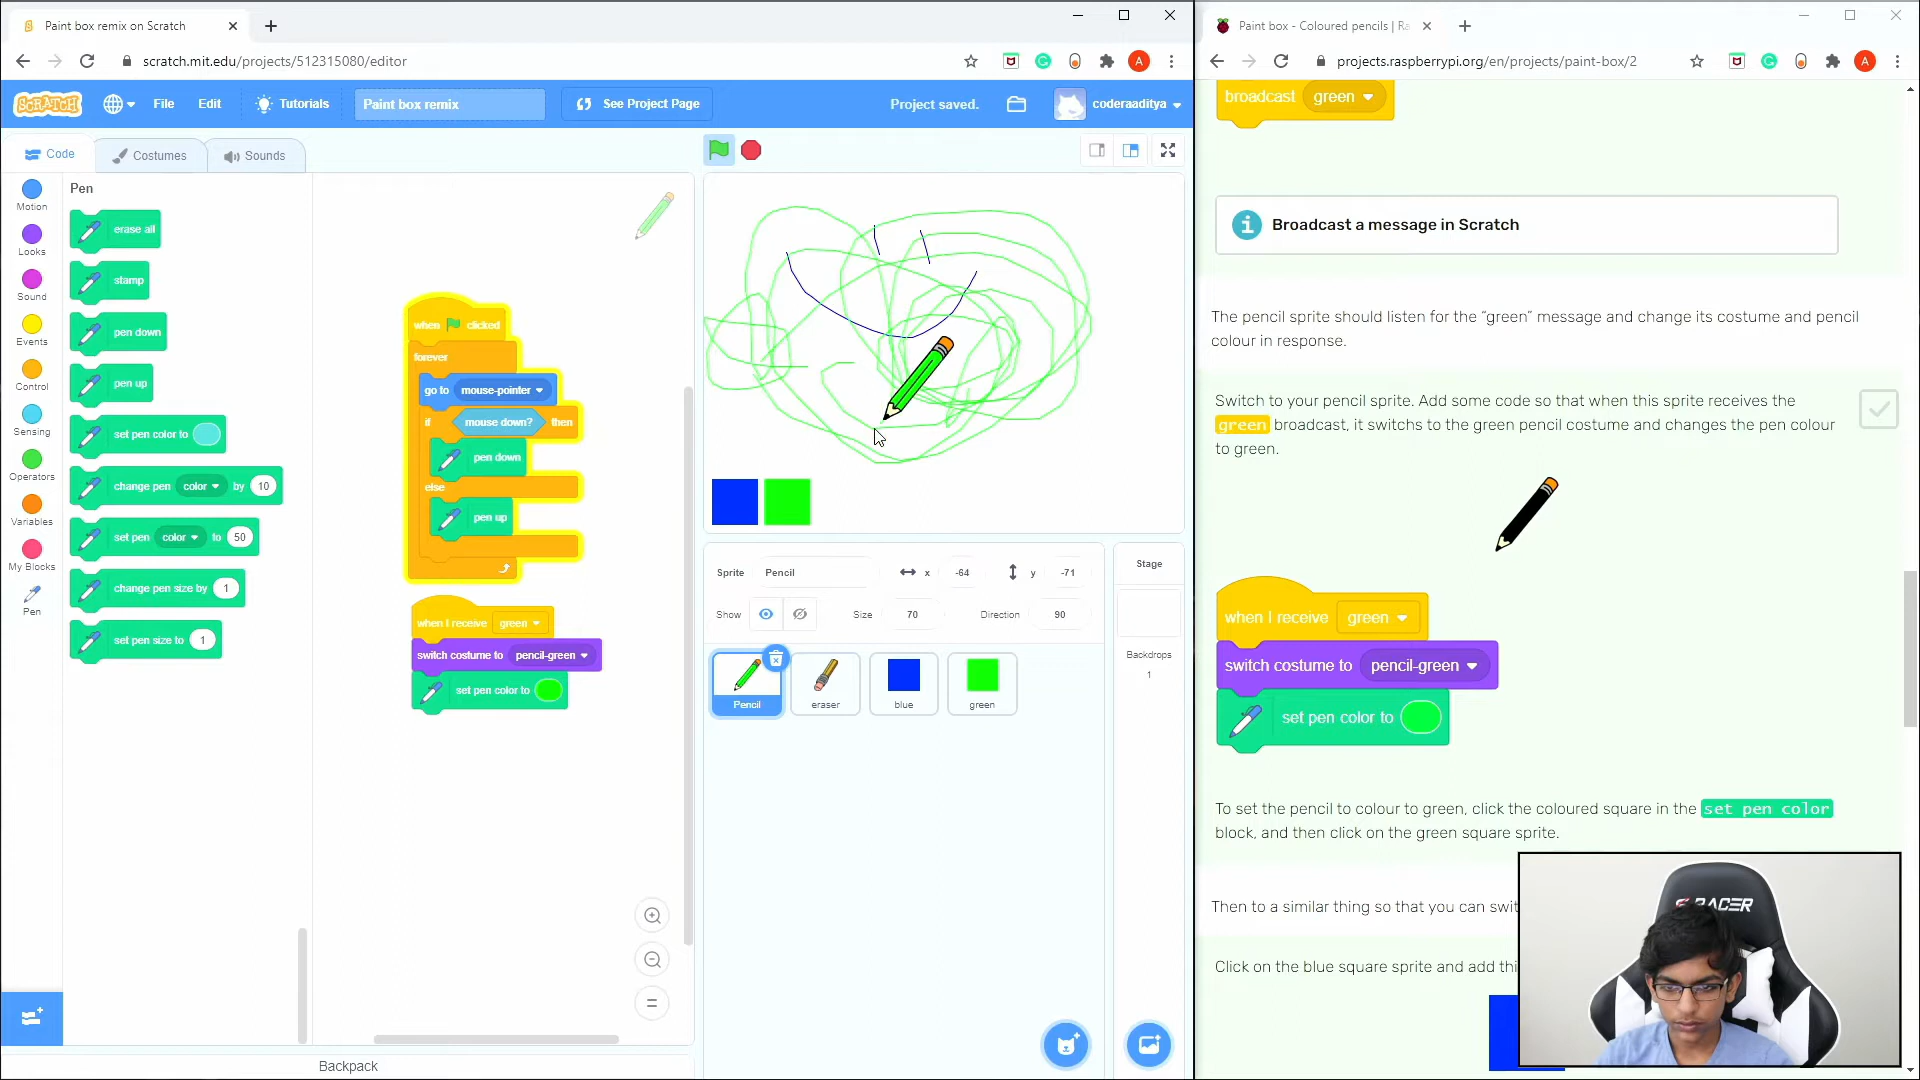 Paint box remix on Scratch
scratch.mit.edu/projects/512315080/editor
A
SCRATCH
File
Edit
Tutorials
Paint box remix
See Project Page
Project saved.
coderaaditya
Code
Costumes
Sounds
Motion
Looks
Sound
Events
Control
Sensing
Operators
Variables
My Blocks
Pen
Pen
erase all
stamp
pen down
pen up
set pen color to
change pen color by 10
set pen color to 50
change pen size by 1
set pen size to 1
when clicked
forever
go to mouse-pointer
if mouse down? then
pen down
else
pen up
when I receive green
switch costume to pencil-green
set pen color to
Backpack
Sprite Pencil x -64 y -71
Show Size 70 Direction 90
Pencil
eraser
blue
green
Stage
Backdrops
1
Paint box - Coloured pencils | Ra
projects.raspberrypi.org/en/projects/paint-box/2
A
broadcast green
Broadcast a message in Scratch
The pencil sprite should listen for the “green” message and change its costume and pencil
colour in response.
Switch to your pencil sprite. Add some code so that when this sprite receives the
green broadcast, it switchs to the green pencil costume and changes the pen colour
to green.
when I receive green
switch costume to pencil-green
set pen color to
To set the pencil to colour to green, click the coloured square in the set pen color
block, and then click on the green square sprite.
Then to a similar thing so that you can swit
Click on the blue square sprite and add thi
RACER